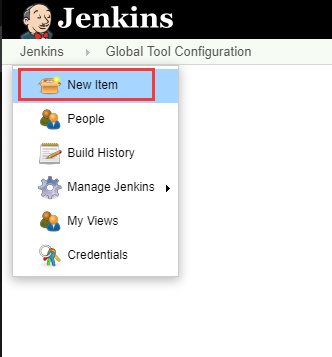 Jenkins
Jenkins Global Tool Configuration
New Item
People
Build History
Manage Jenkins
My Views
Credentials